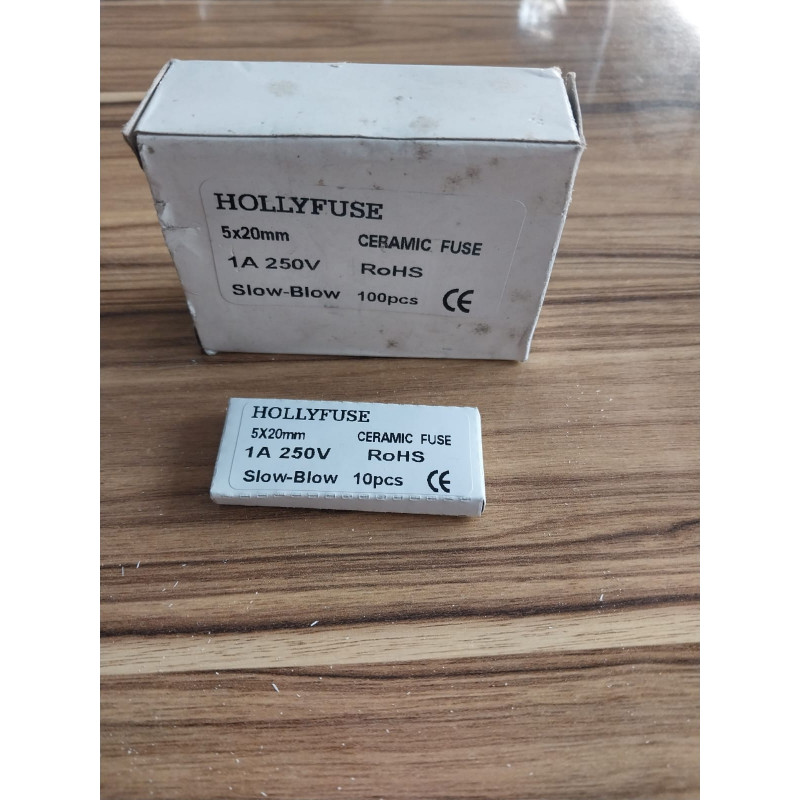 HOLLYFUSE
5x20mm CERAMIC FUSE
1A 250V RoHS
Slow-Blow 100pcs CE
HOLLYFUSE
5X20mm CERAMIC FUSE
1A 250V RoHS
Slow-Blow 10pcs CE